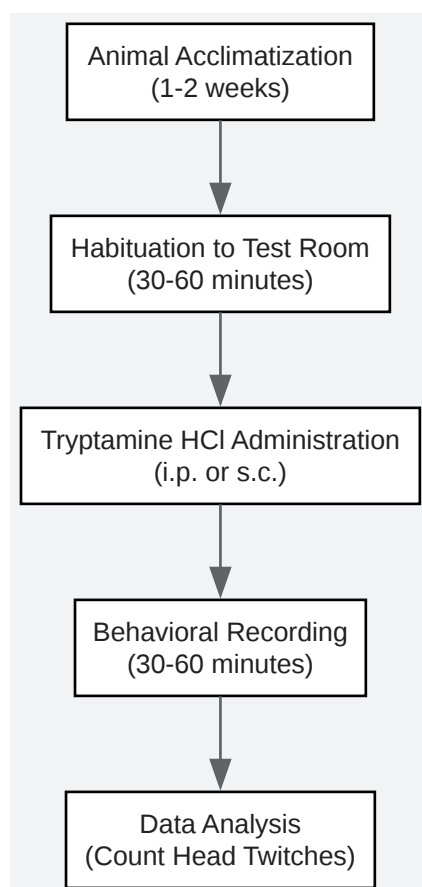 Animal Acclimatization
(1-2 weeks)
Habituation to Test Room
(30-60 minutes)
Tryptamine HCl Administration
(i.p. or s.c.)
Behavioral Recording
(30-60 minutes)
Data Analysis
(Count Head Twitches)